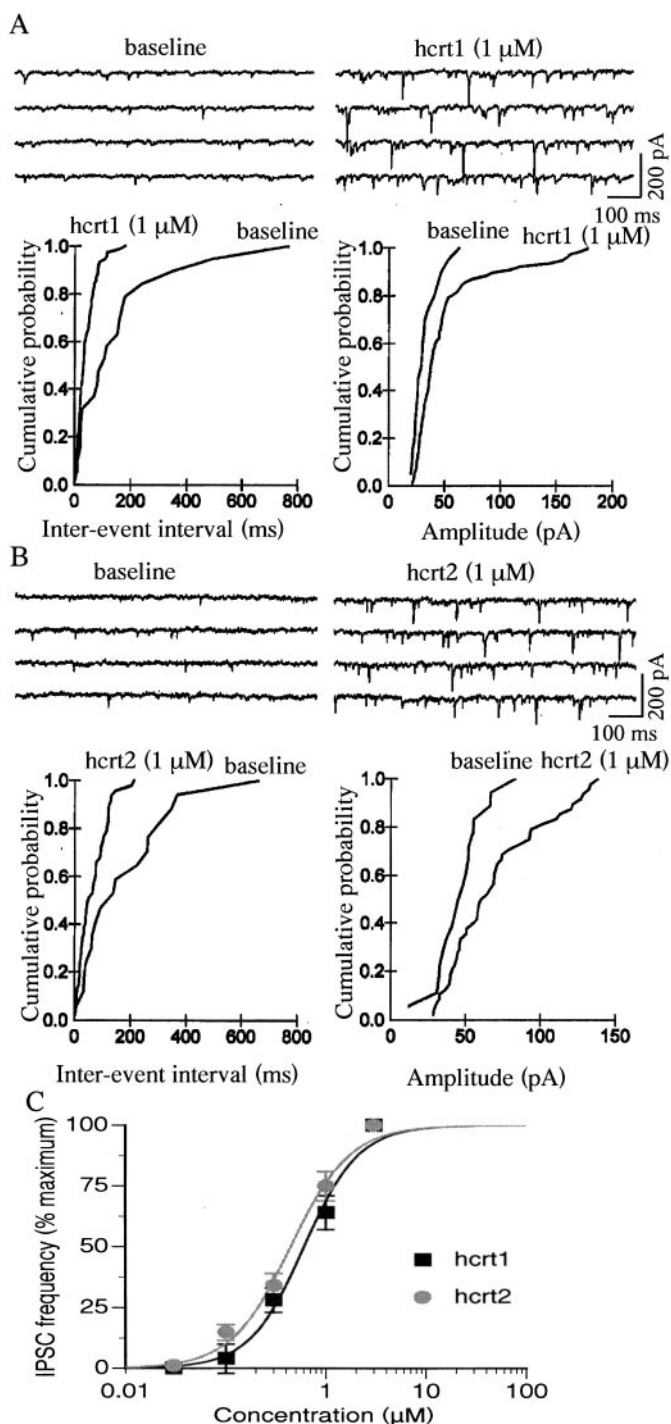 A
baseline
hcrt1 (1 µM)
200 pA
100 ms
hcrt1 (1 µM)
baseline
Cumulative probability
1.0
0.8
0.6
0.4
0.2
0.0
0 200 400 600 800
Inter-event interval (ms)
baseline
hcrt1 (1 µM)
Cumulative probability
1.0
0.8
0.6
0.4
0.2
0.0
0 50 100 150 200
Amplitude (pA)
B
baseline
hcrt2 (1 µM)
200 pA
100 ms
hcrt2 (1 µM)
baseline
Cumulative probability
1.0
0.8
0.6
0.4
0.2
0.0
0 200 400 600 800
Inter-event interval (ms)
baseline hcrt2 (1 µM)
Cumulative probability
1.0
0.8
0.6
0.4
0.2
0.0
0 50 100 150
Amplitude (pA)
C
IPSC frequency (% maximum)
100
75
50
25
0
hcrt1
hcrt2
0.01 1 10 100
Concentration (µM)